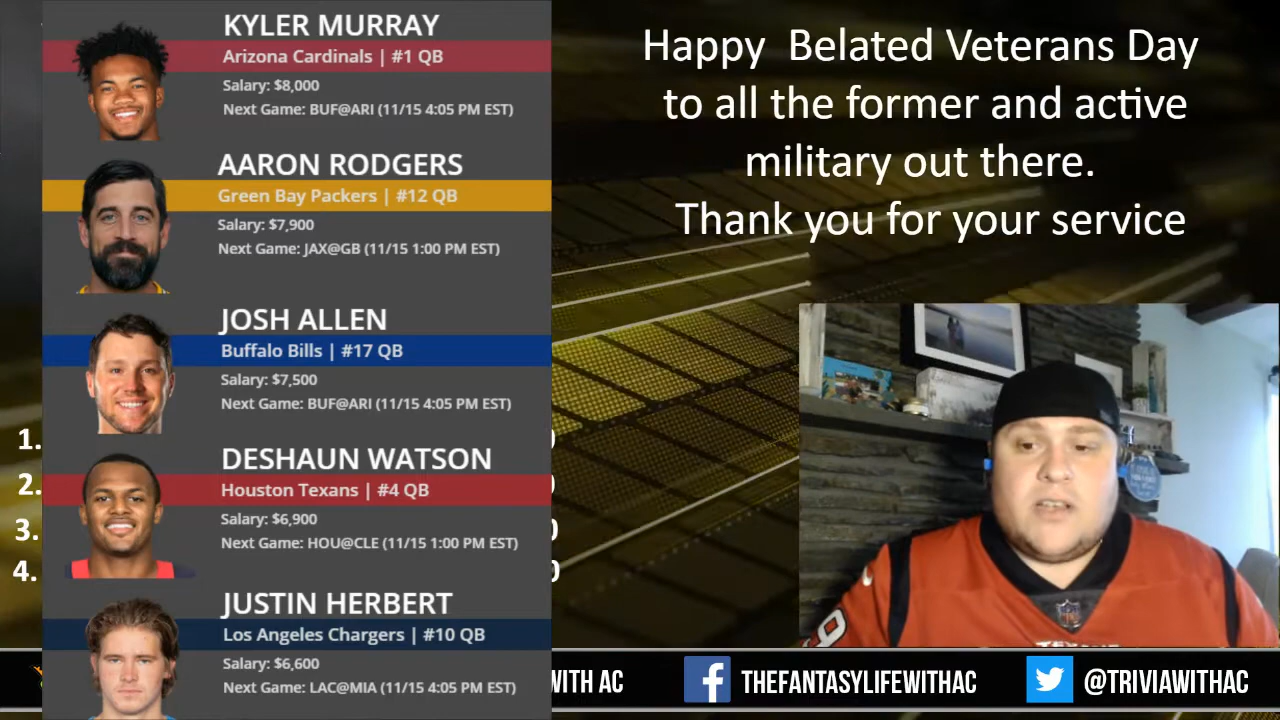 KYLER MURRAY
Arizona Cardinals | #1 QB
Salary: $8,000
Next Game: BUF@ARI (11/15 4:05 PM EST)
AARON RODGERS
Green Bay Packers | #12 QB
Salary: $7,900
Next Game: JAX@GB (11/15 1:00 PM EST)
JOSH ALLEN
Buffalo Bills | #17 QB
Salary: $7,500
Next Game: BUF@ARI (11/15 4:05 PM EST)
DESHAUN WATSON
Houston Texans | #4 QB
Salary: $6,900
Next Game: HOU@CLE (11/15 1:00 PM EST)
JUSTIN HERBERT
Los Angeles Chargers | #10 QB
Salary: $6,600
Next Game: LAC@MIA (11/15 4:05 PM EST)
1.
2.
3.
4.
Happy Belated Veterans Day
to all the former and active
military out there.
Thank you for your service
WITH AC
THEFANTASYLIFEWITHAC
@TRIVIAWITHAC